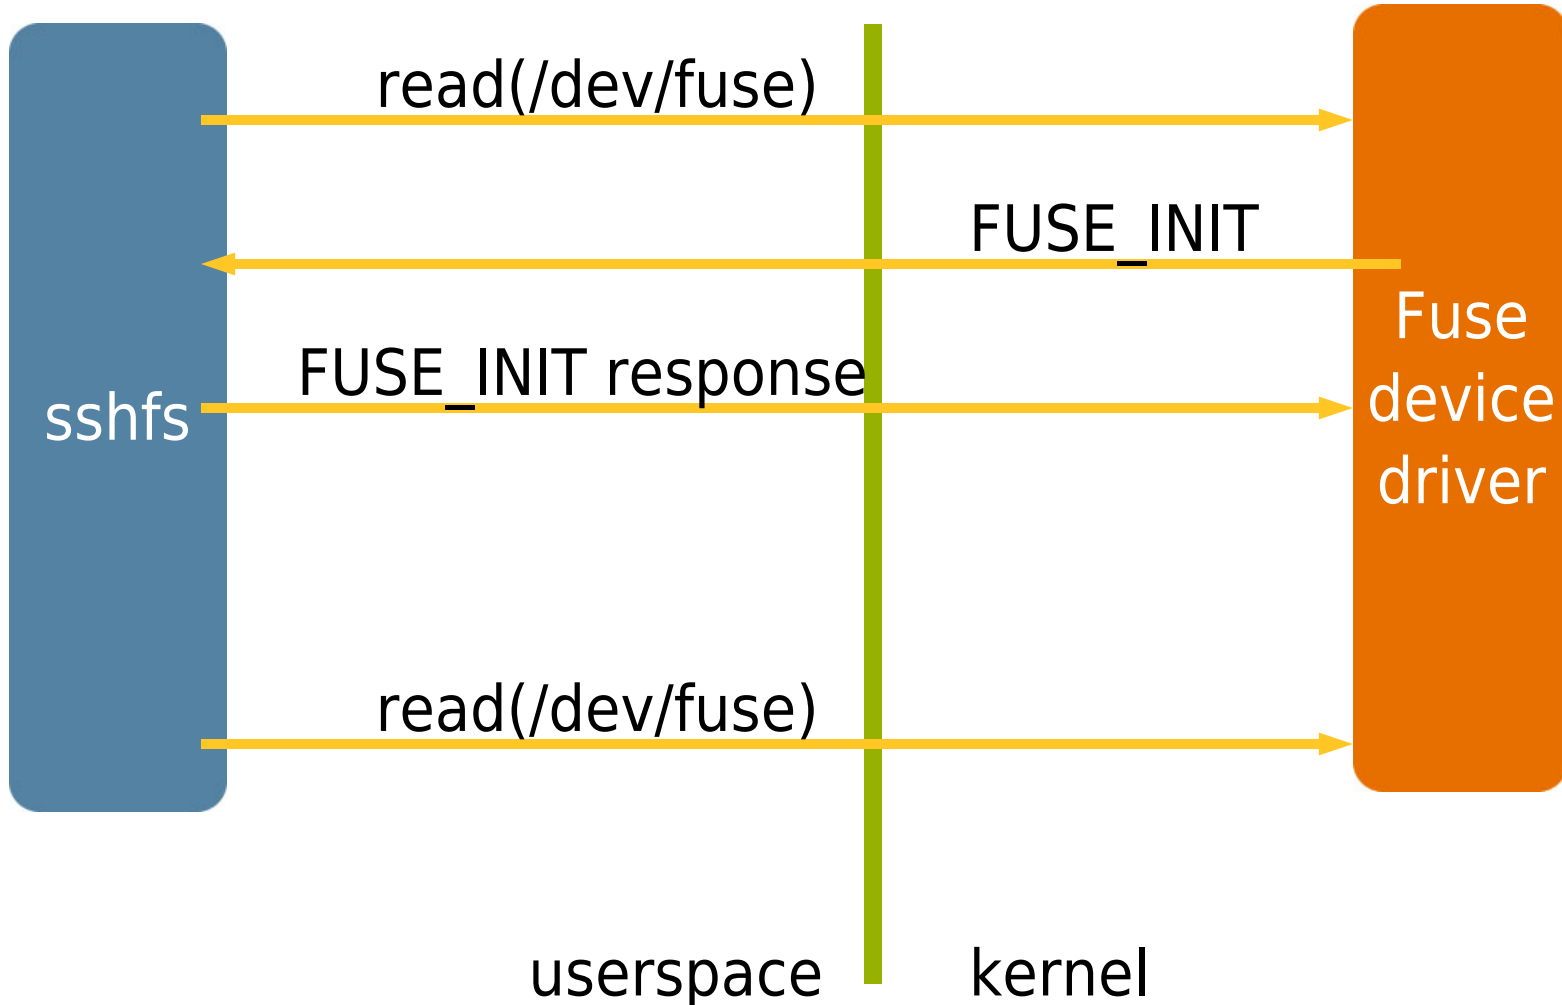 read(/dev/fuse)
FUSE_INIT
FUSE_INIT response
sshfs
Fuse
device
driver
read(/dev/fuse)
userspace
kernel